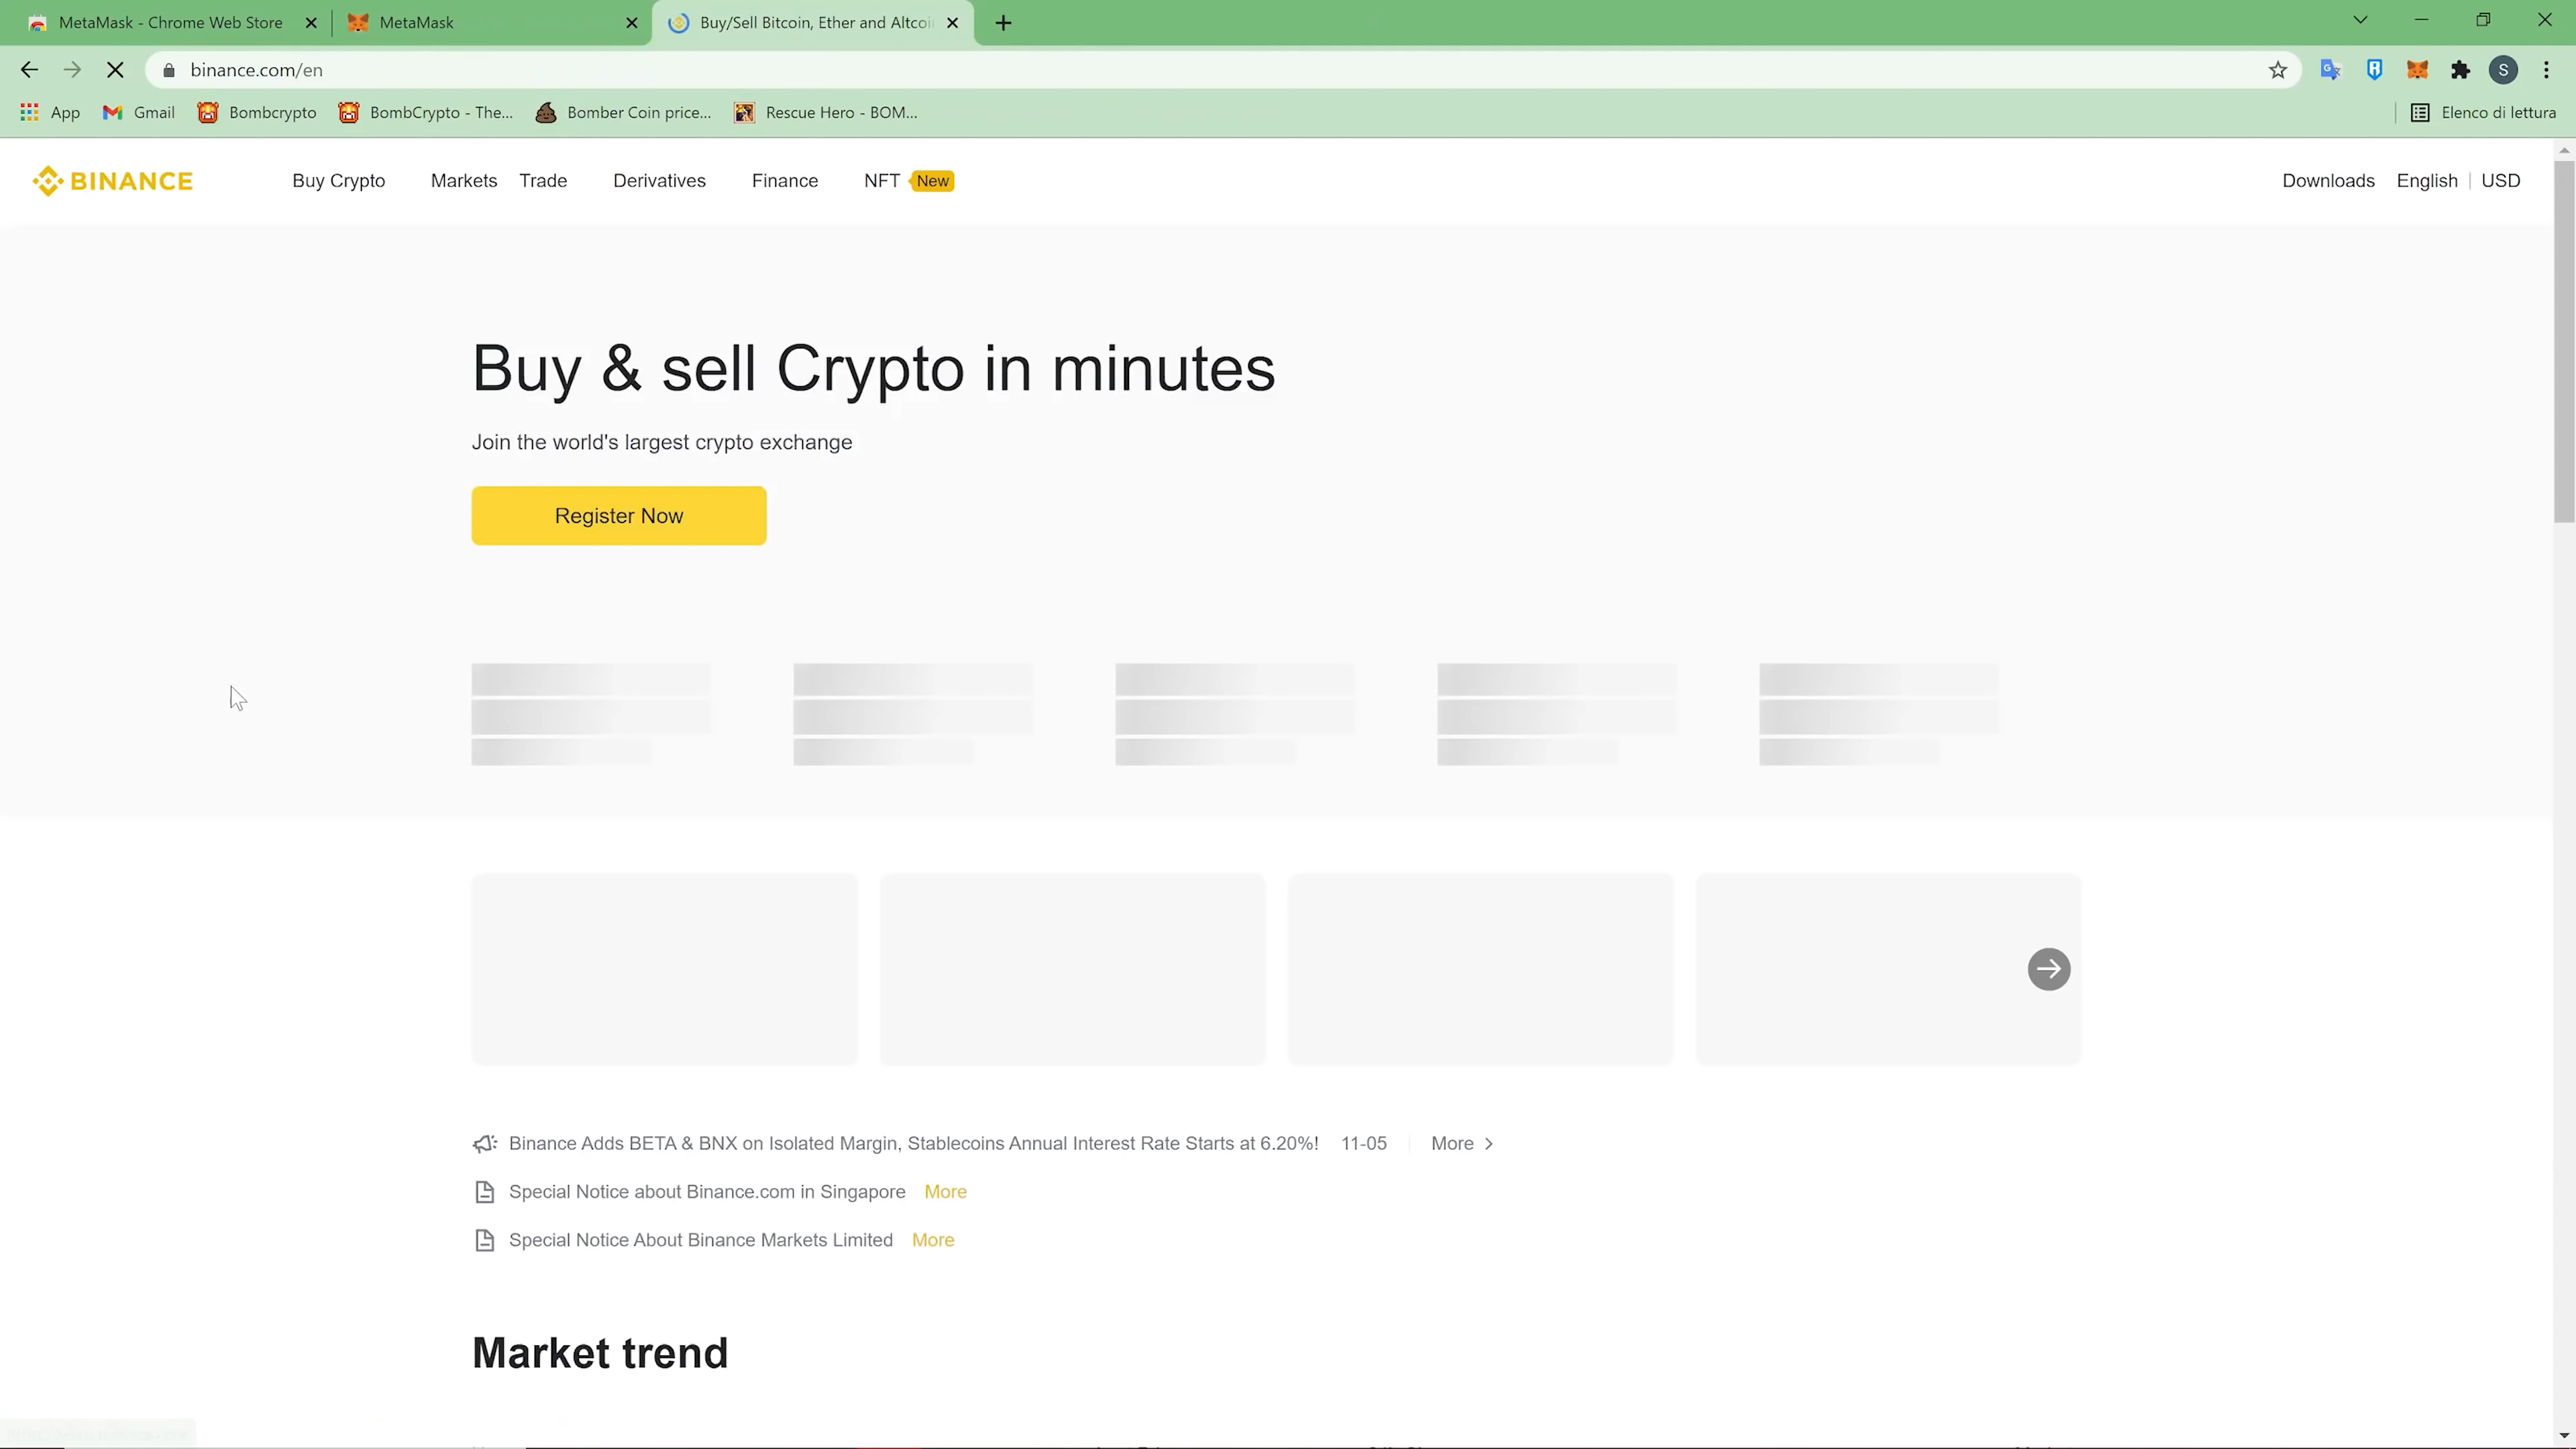 MetaMask - Chrome Web Store
MetaMask
Buy/Sell Bitcoin, Ether and Altcoi
binance.com/en
S
App
Gmail
Bombcrypto
BombCrypto - The...
Bomber Coin price...
Rescue Hero - BOM...
Elenco di lettura
BINANCE
Buy Crypto
Markets
Trade
Derivatives
Finance
NFT
New
Downloads
English
USD
Buy & sell Crypto in minutes
Join the world's largest crypto exchange
Register Now
Binance Adds BETA & BNX on Isolated Margin, Stablecoins Annual Interest Rate Starts at 6.20%! 11-05 More
Special Notice about Binance.com in Singapore More
Special Notice About Binance Markets Limited More
Market trend